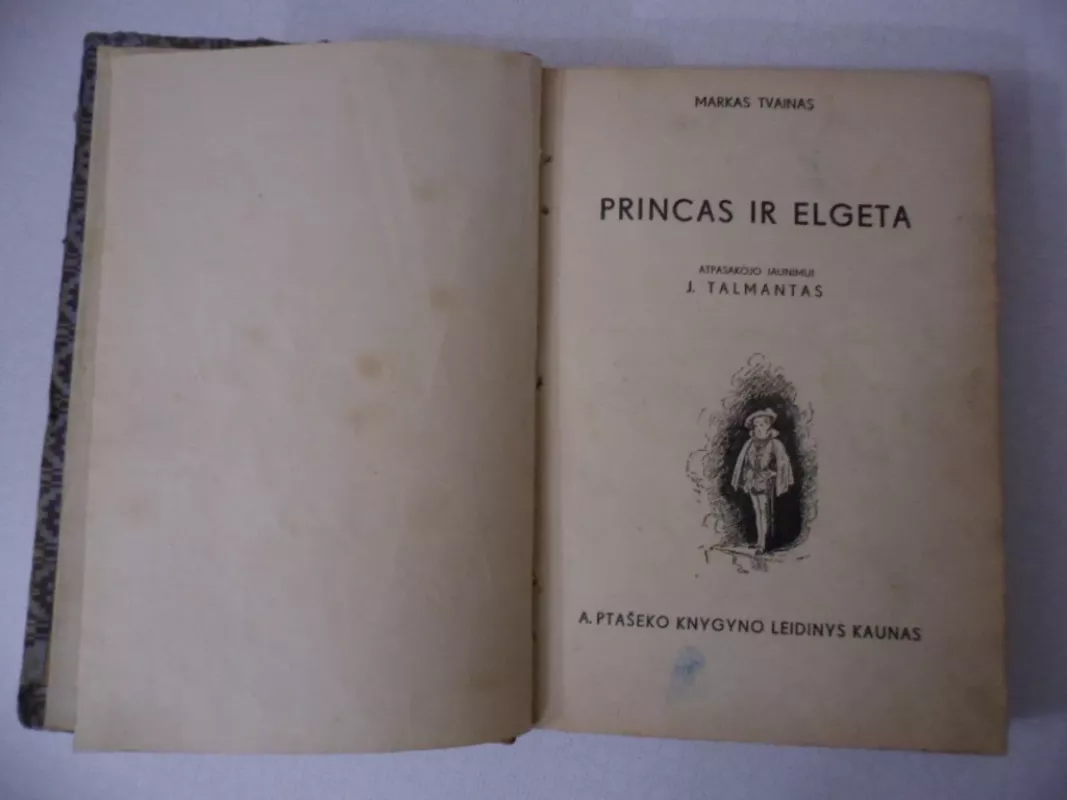 MARKAS TVAINAS
PRINCAS IR ELGETA
ATPASAKOJO JAUNIMUI
J. TALMANTAS
A. PTAŠEKO KNYGYNO LEIDINYS KAUNAS